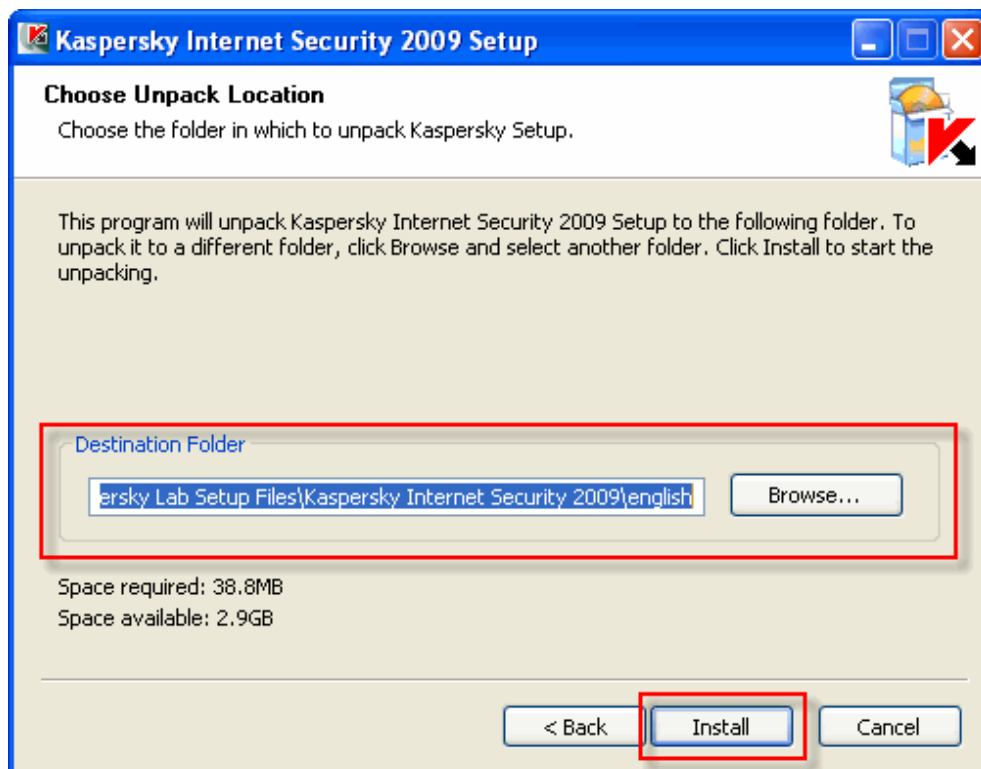 Kaspersky Internet Security 2009 Setup
Choose Unpack Location
Choose the folder in which to unpack Kaspersky Setup.
This program will unpack Kaspersky Internet Security 2009 Setup to the following folder. To
unpack it to a different folder, click Browse and select another folder. Click Install to start the
unpacking.
Destination Folder
ersky Lab Setup Files\Kaspersky Internet Security 2009\english
Browse...
Space required: 38.8MB
Space available: 2.9GB
< Back
Install
Cancel